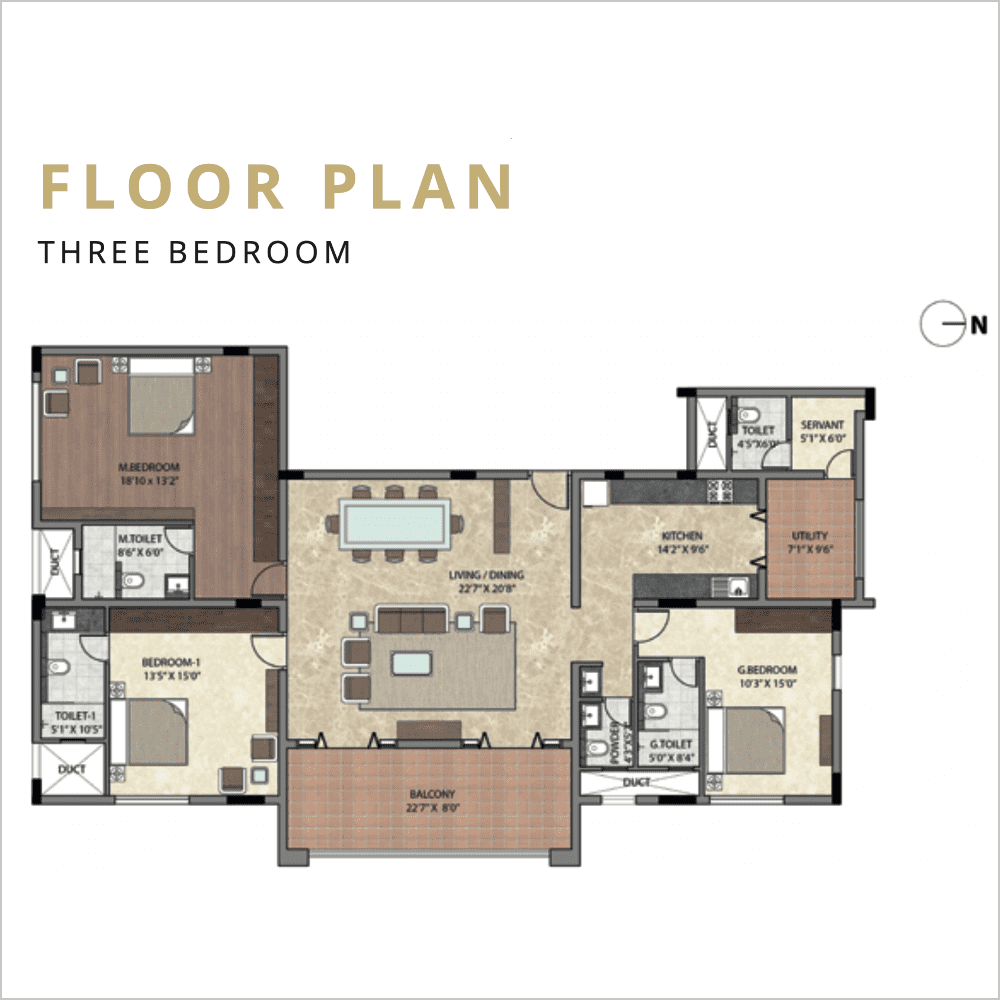 FLOOR PLAN
THREE BEDROOM
N
M.BEDROOM
18'10 x 13'2"
DUCT
TOILET
4'5"X6'0"
SERVANT
5'1"X 6'0"
M.TOILET
8'6"X 6'0"
DUCT
LIVING / DINING
22'7"X 20'8"
KITCHEN
14'2"X 9'6"
UTILITY
7'1"X 9'6"
BEDROOM-1
13'5"X 15'0"
G.BEDROOM
10'3"X 15'0"
TOILET-1
5'1"X 10'5"
POWDER
4'3"X5'2"
G.TOILET
5'0"X 8'4"
DUCT
DUCT
BALCONY
22'7"X 8'0"